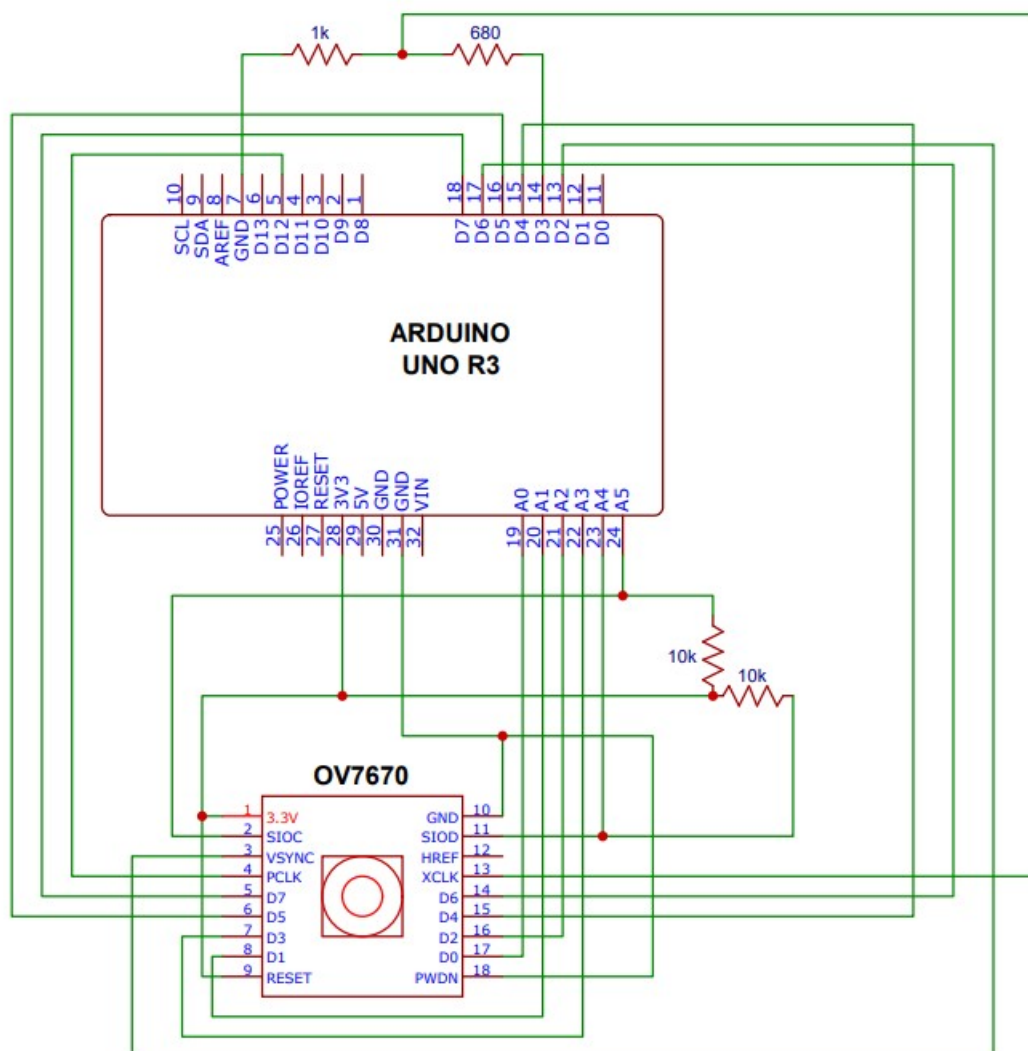 1k
680
10
9
8
7
6
5
4
3
2
1
18
17
16
15
14
13
12
11
SCL
SDA
AREF
GND
D13
D12
D11
D10
D9
D8
D7
D6
D5
D4
D3
D2
D1
D0
ARDUINO
UNO R3
POWER
IOREF
RESET
3V3
5V
GND
GND
VIN
A0
A1
A2
A3
A4
A5
25
26
27
28
29
30
31
32
19
20
21
22
23
24
10k
10k
OV7670
1 3.3V
2 SIOC
3 VSYNC
4 PCLK
5 D7
6 D5
7 D3
8 D1
9 RESET
GND 10
SIOD 11
HREF 12
XCLK 13
D6 14
D4 15
D2 16
D0 17
PWDN 18